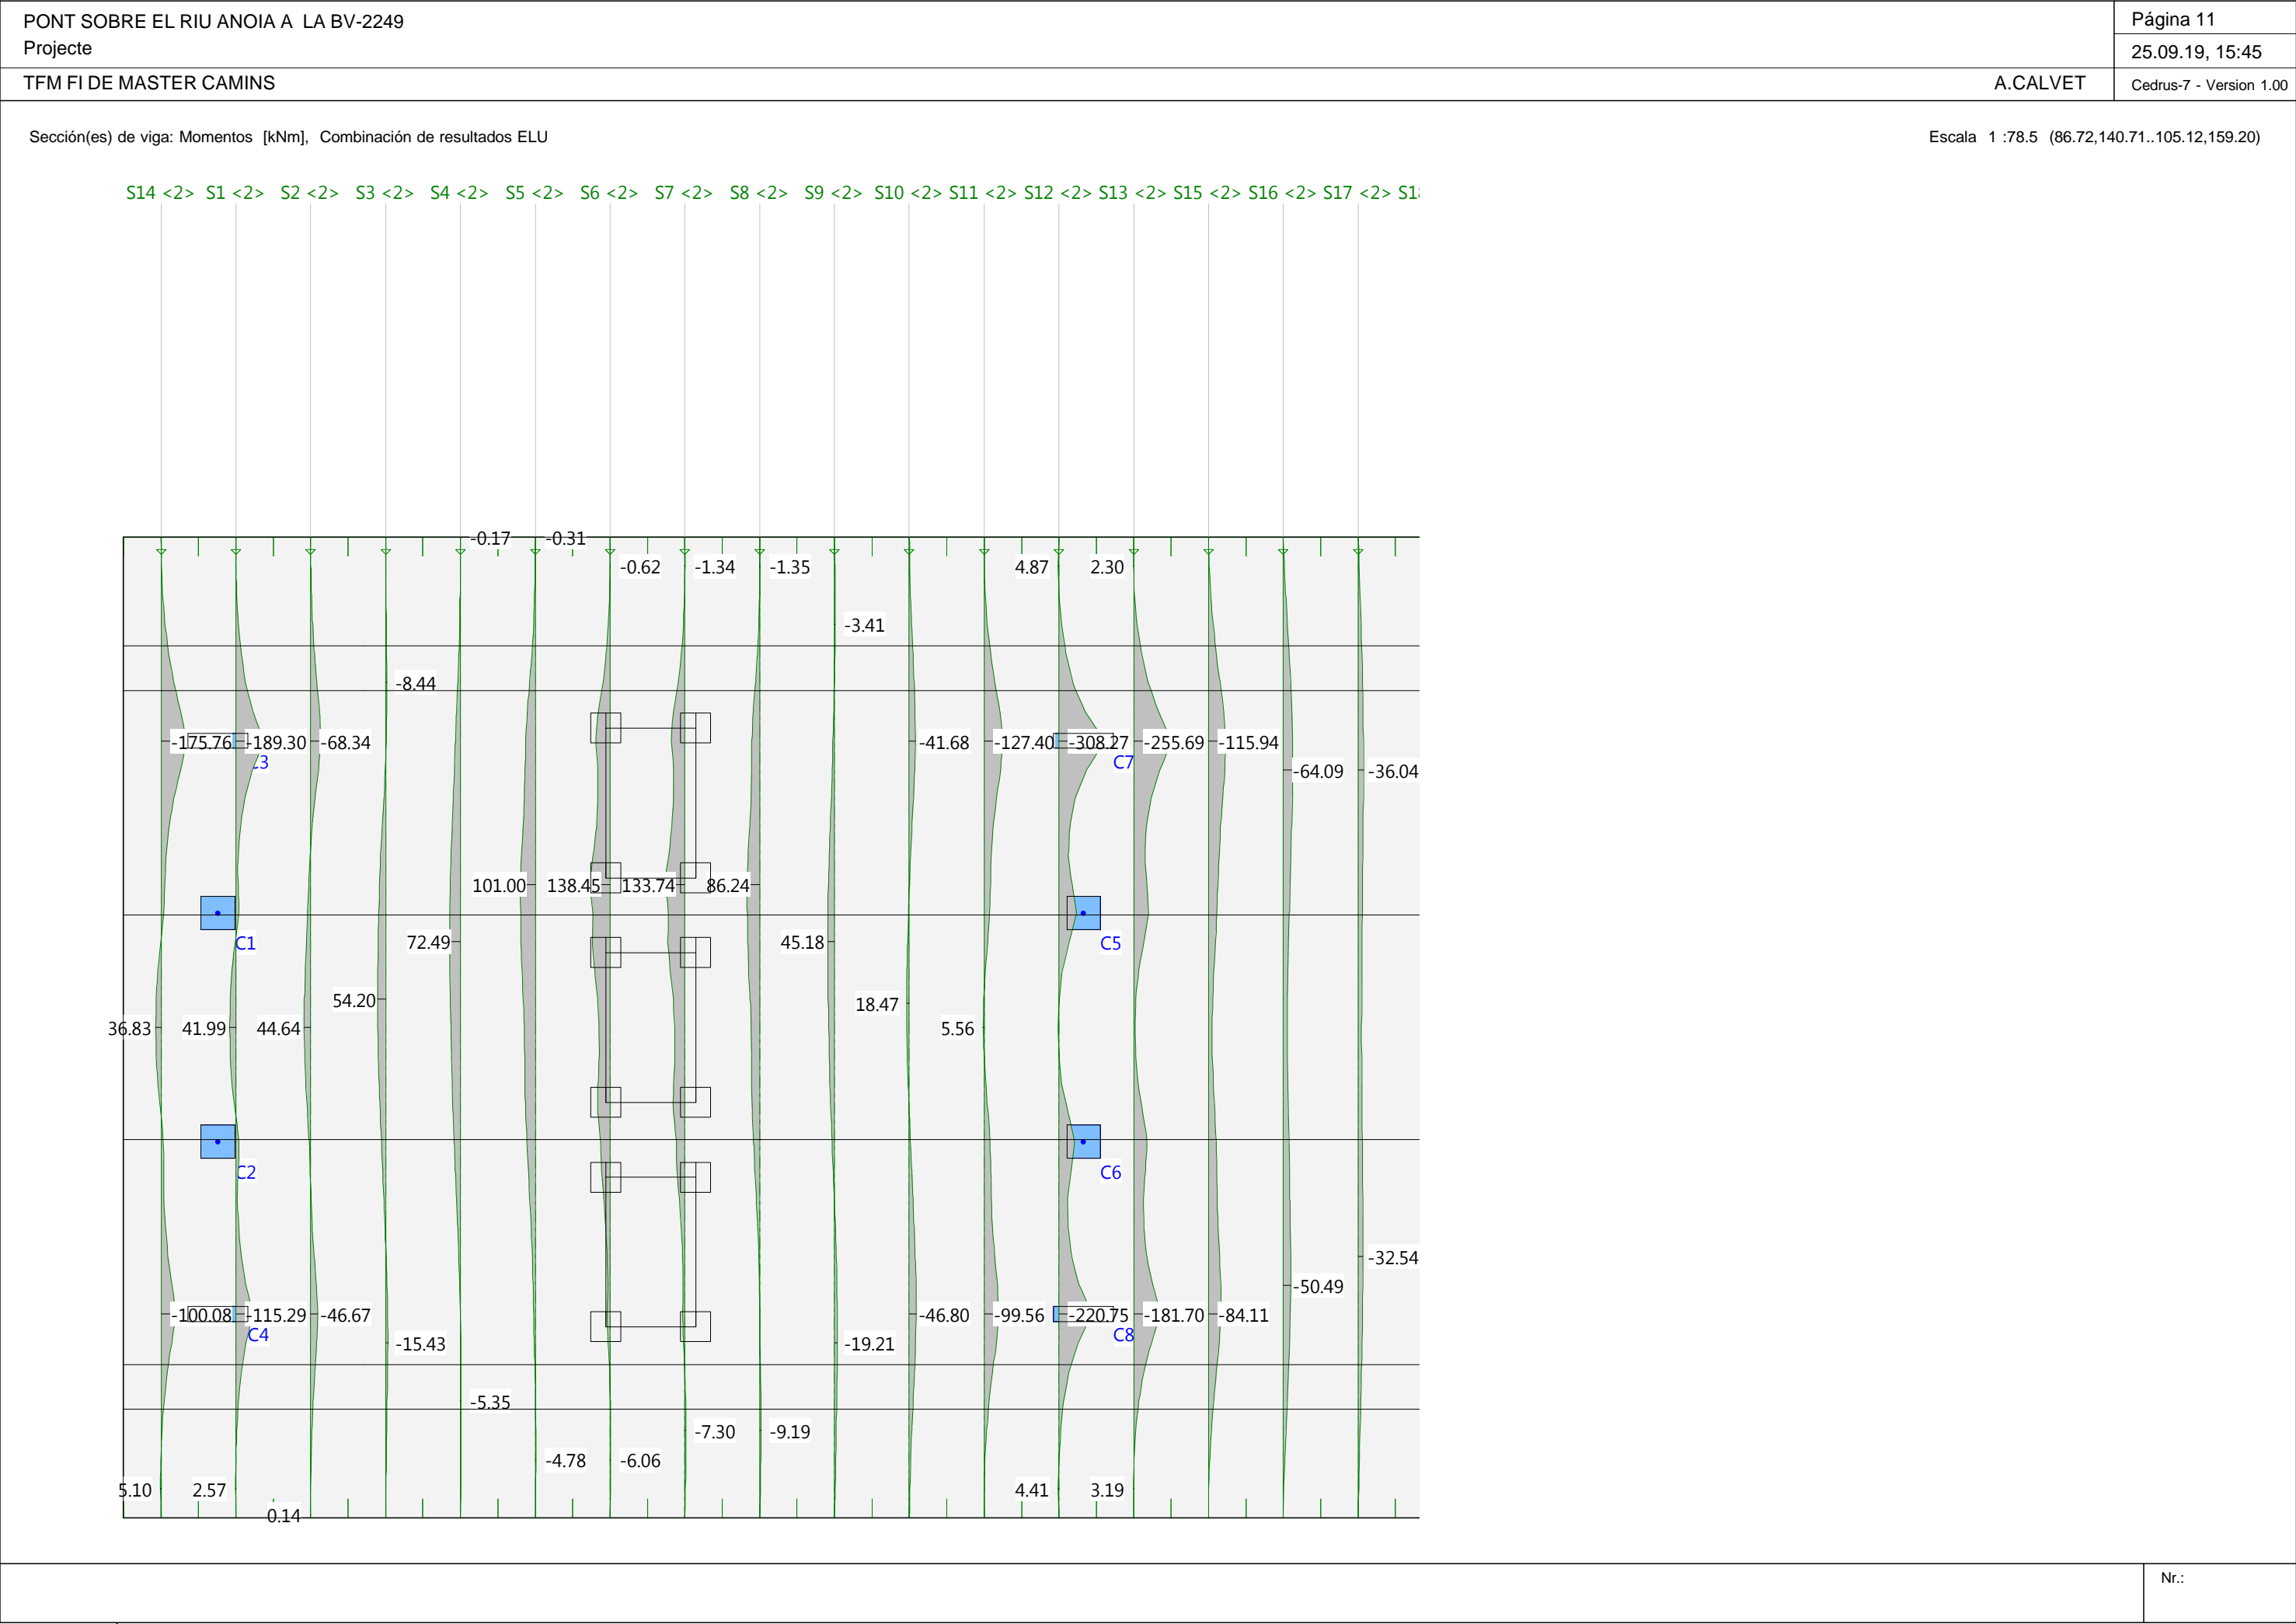 PONT SOBRE EL RIU ANOIA A LA BV-2249
Página 11
Projecte
25.09.19, 15:45
TFM FI DE MASTER CAMINS
A.CALVET
Cedrus-7 - Version 1.00
Sección(es) de viga: Momentos [kNm], Combinación de resultados ELU
Escala 1 :78.5 (86.72,140.71..105.12,159.20)
S14 <2> S1 <2> S2 <2> S3 <2> S4 <2> S5 <2> S6 <2> S7 <2> S8 <2> S9 <2> S10 <2> S11 <2> S12 <2> S13 <2> S15 <2> S16 <2> S17 <2>
-0.17 -0.31
-0.62 -1.34 -1.35 4.87 2.30
-3.41
-8.44
-175.76 -189.30 -68.34 -41.68 -127.40 -308.27 -255.69 -115.94
C3 C7
-64.09 -36.04
101.00 138.45 133.74 86.24
C1 72.49 45.18 C5
54.20 18.47
36.83 41.99 44.64 5.56
C2 C6
-32.54
-50.49
-100.08 -115.29 -46.67 -46.80 -99.56 -220.75 -181.70 -84.11
C4 C8
-15.43 -19.21
-5.35
-7.30 -9.19
-4.78 -6.06
5.10 2.57 4.41 3.19
0.14
Nr.: